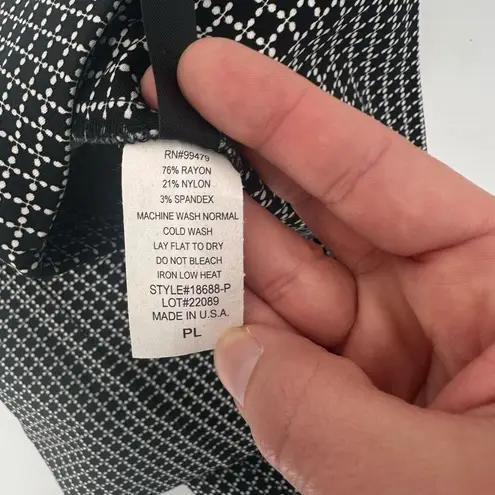 RN#99479
76% RAYON
21% NYLON
3% SPANDEX
MACHINE WASH NORMAL
COLD WASH
LAY FLAT TO DRY
DO NOT BLEACH
IRON LOW HEAT
STYLE#18688-P
LOT#22089
MADE IN U.S.A.
PL